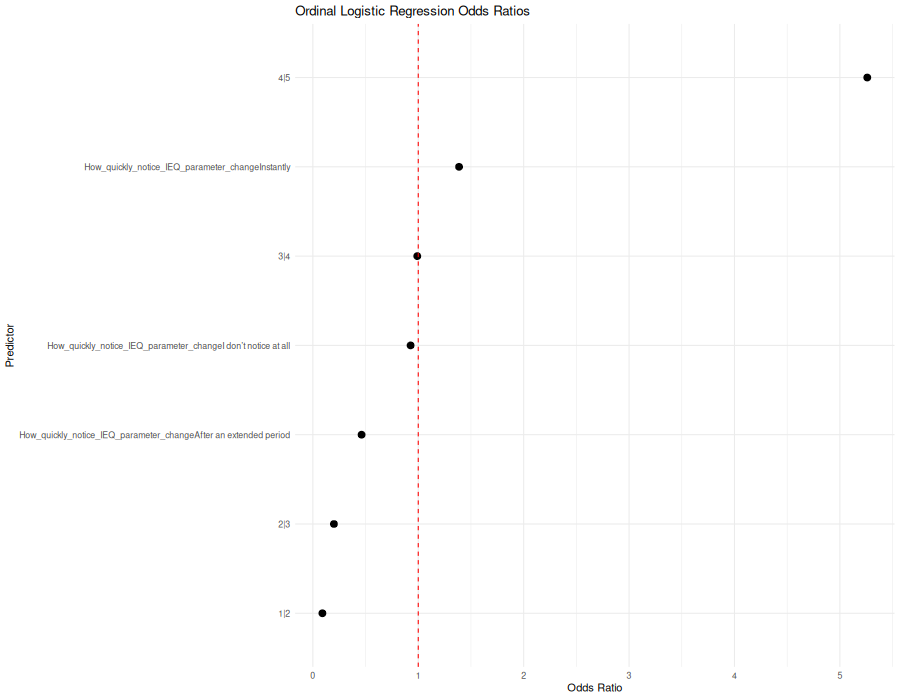 Ordinal Logistic Regression Odds Ratios
Predictor
4|5
How_quickly_notice_IEQ_parameter_changeInstantly
3|4
How_quickly_notice_IEQ_parameter_changeI don't notice at all
How_quickly_notice_IEQ_parameter_changeAfter an extended period
2|3
1|2
0 1 2 3 4 5
Odds Ratio